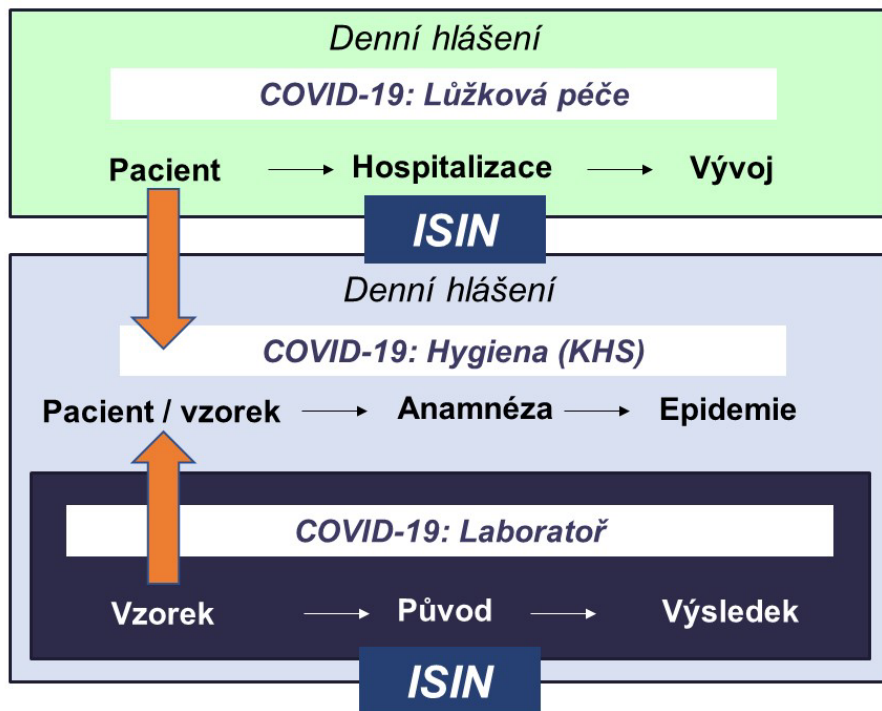 Denní hlášení
COVID-19: Lůžková péče
Pacient Hospitalizace Vývoj
ISIN
Denní hlášení
COVID-19: Hygiena (KHS)
Pacient / vzorek Anamnéza Epidemie
COVID-19: Laboratoř
Vzorek Původ Výsledek
ISIN